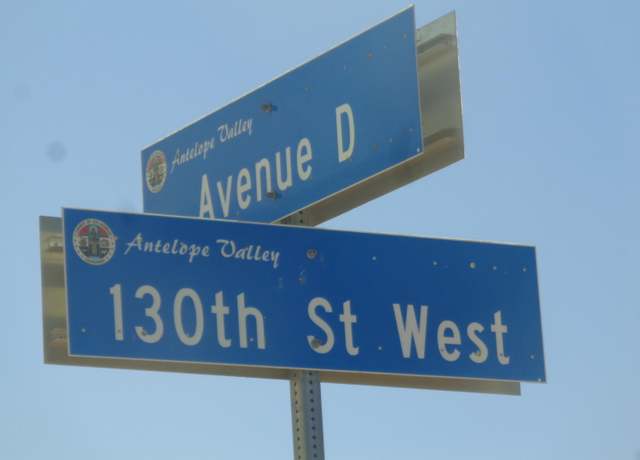 Antelope Valley
Avenue D
Antelope Valley
130th St West